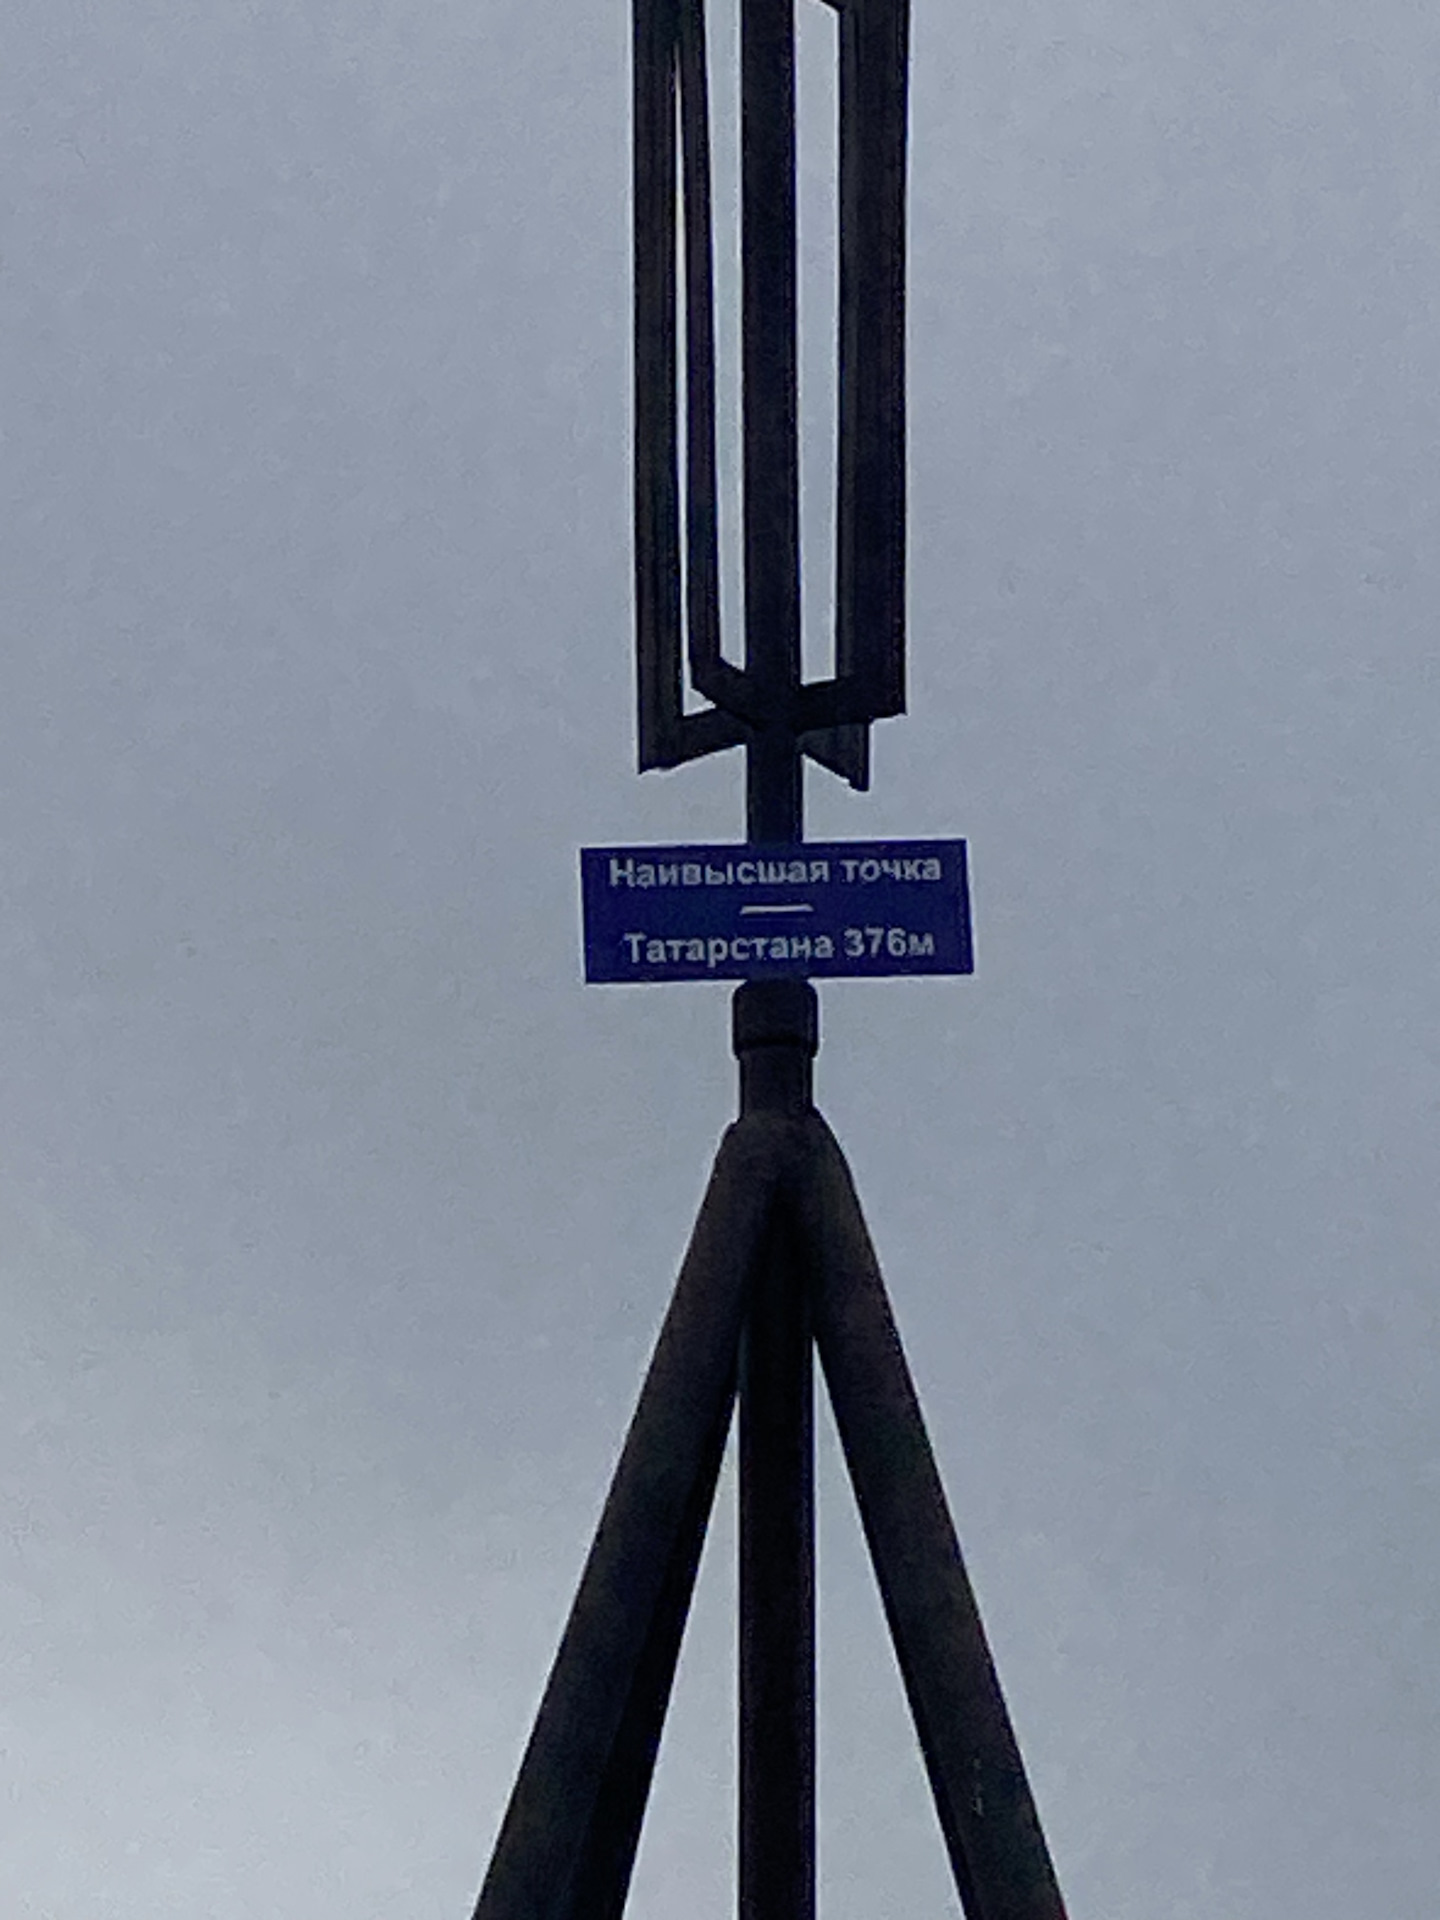 Наивысшая точка
—
Татарстана 376м